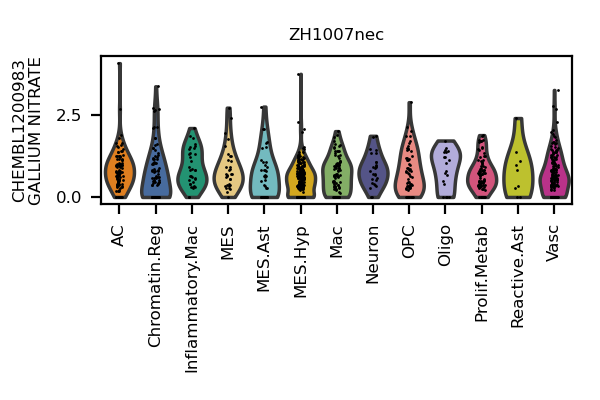 ZH1007nec
CHEMBL1200983
GALLIUM NITRATE
2.5
0.0
AC
Chromatin.Reg
Inflammatory.Mac
MES
MES.Ast
MES.Hyp
Mac
Neuron
OPC
Oligo
Prolif.Metab
Reactive.Ast
Vasc